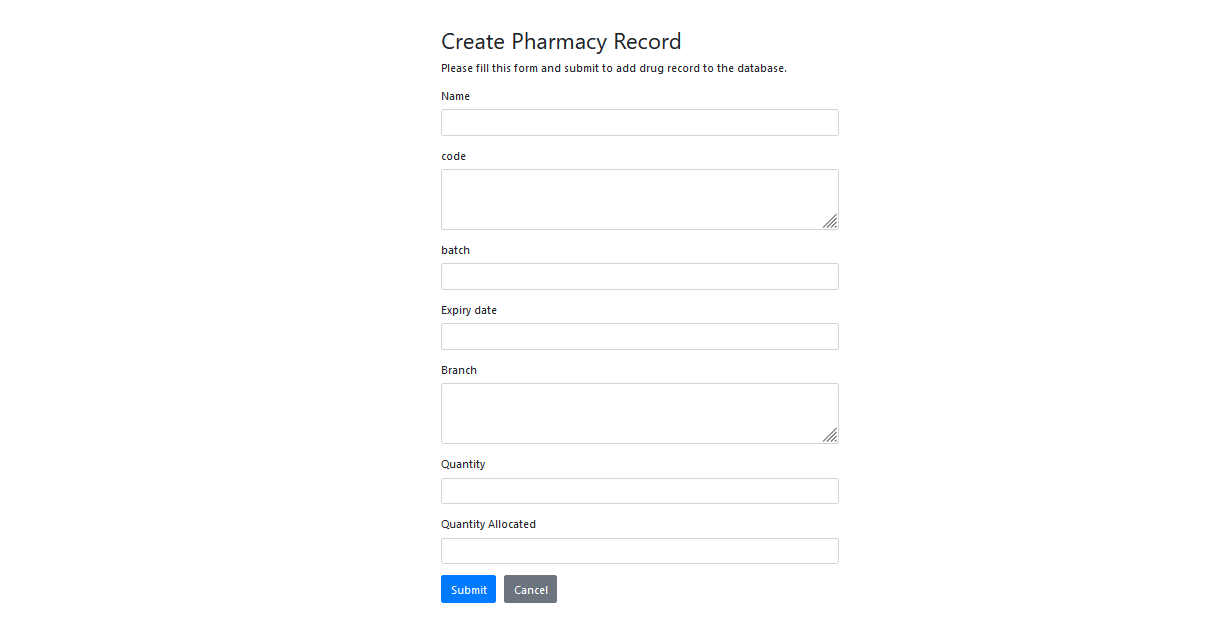 Create Pharmacy Record
Please fill this form and submit to add drug record to the database.
Name
code
batch
Expiry date
Branch
Quantity
Quantity Allocated
Submit Cancel